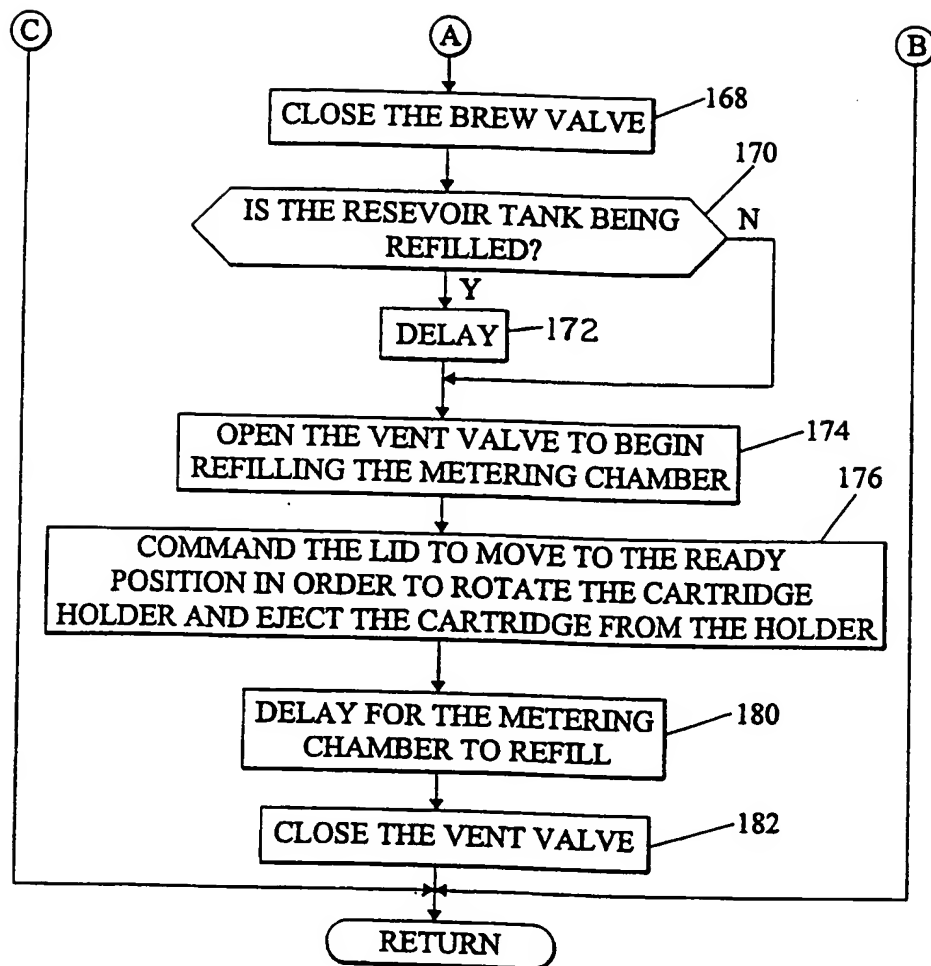 C
A
B
CLOSE THE BREW VALVE
168
170
IS THE RESEVOIR TANK BEING
REFILLED?
N
Y
DELAY
172
OPEN THE VENT VALVE TO BEGIN
REFILLING THE METERING CHAMBER
174
176
COMMAND THE LID TO MOVE TO THE READY
POSITION IN ORDER TO ROTATE THE CARTRIDGE
HOLDER AND EJECT THE CARTRIDGE FROM THE HOLDER
DELAY FOR THE METERING
CHAMBER TO REFILL
180
CLOSE THE VENT VALVE
182
RETURN